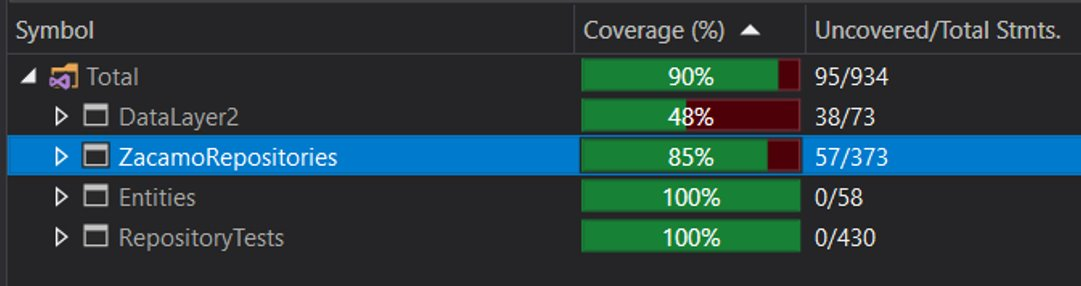 Symbol Coverage (%) Uncovered/Total Stmts.
Total 90% 95/934
DataLayer2 48% 38/73
ZacamoRepositories 85% 57/373
Entities 100% 0/58
RepositoryTests 100% 0/430